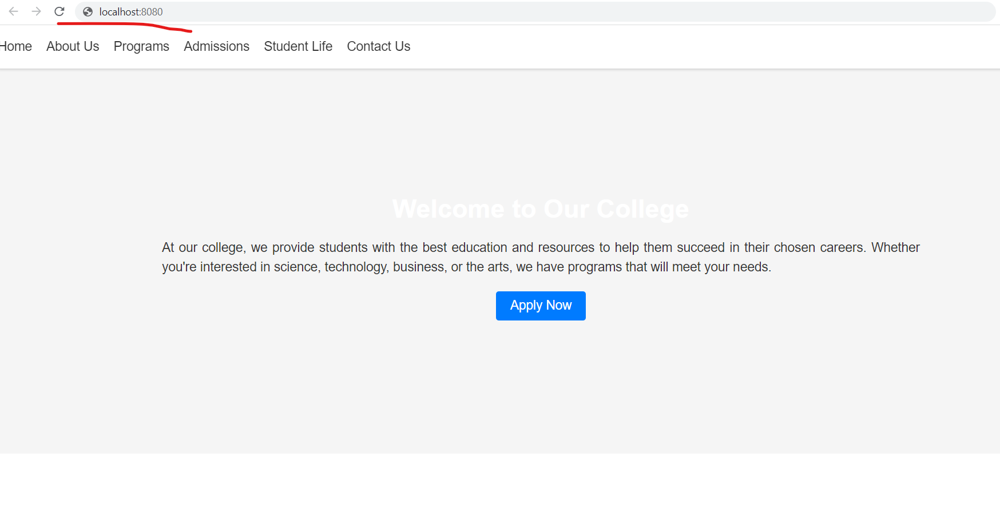 localhost:8080
Home About Us Programs Admissions Student Life Contact Us
Welcome to Our College
At our college, we provide students with the best education and resources to help them succeed in their chosen careers. Whether
you're interested in science, technology, business, or the arts, we have programs that will meet your needs.
Apply Now